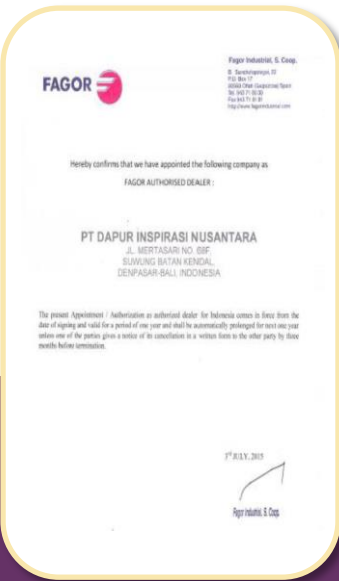 FAGOR
Fagor Industrial, S. Coop.
Hereby confirms that we have appointed the following company as
FAGOR AUTHORISED DEALER :
PT DAPUR INSPIRASI NUSANTARA
JL. MERTASARI NO. 69F,
SUWUNG BATAN KENDAL,
DENPASAR-BALI, INDONESIA
The present Appointment / Authorization as authorized dealer for Indonesia comes in force from the
date of signing and valid for a period of one year and shall be automatically prolonged for next one year
unless one of the parties gives a notice of its cancellation in a written form to the other party by three
months before termination.
JULY, 2015
Fagor Industrial, S. Coop.